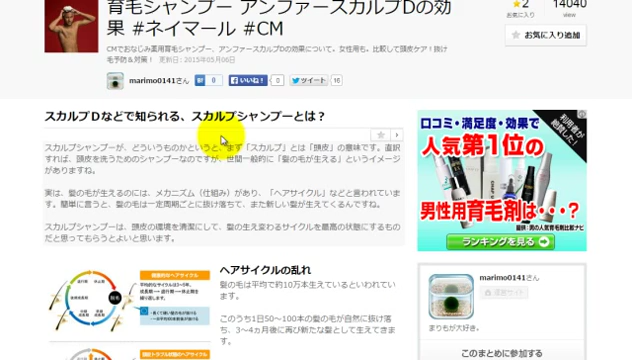 育毛シャンプー アンファースカルプDの効
果 #ネイマール #CM
CMでおなじみ薬用育毛シャンプー、アンファースカルプDの効果について。女性用も。比較して頭皮ケア！抜け
毛予防＆対策！ 更新日: 2015年05月06日
marimo0141さん
B! 0
いいね！ 0
ツイート 16
2
お気に入り
14040
view
お気に入り追加
スカルプＤなどで知られる、スカルプシャンプーとは？
スカルプシャンプーが、どういうものかというと、まず「スカルプ」とは「頭皮」の意味です。直訳
すれば、頭皮を洗うためのシャンプーなのですが、世間一般的に「髪の毛が生える」というイメージ
がありますね。
実は、髪の毛が生えるのには、メカニズム（仕組み）があり、「ヘアサイクル」などと言われていま
す。簡単に言うと、髪の毛は一定周期ごとに抜け落ちて、また新しい髪が生えてくるんですね。
スカルプシャンプーは、頭皮の環境を清潔にして、髪の生え変わるサイクルを最高の状態にするもの
だと思ってもらうとよいと思います。
ヘアサイクルの乱れ
髪の毛は平均で約10万本生えているといわれてい
ます。
このうち1日50～100本の髪の毛が自然に抜け落
ち、3～4ヵ月後に再び新たな髪として生えてきま
す。
脱毛
口コミ・満足度・効果で
利用者が
絶賛した！
人気第1位の
男性用育毛剤は・・・?
提供：男の人気育毛剤比較ナビ
ランキングを見る
marimo0141さん
まりもが大好き。
このまとめに参加する